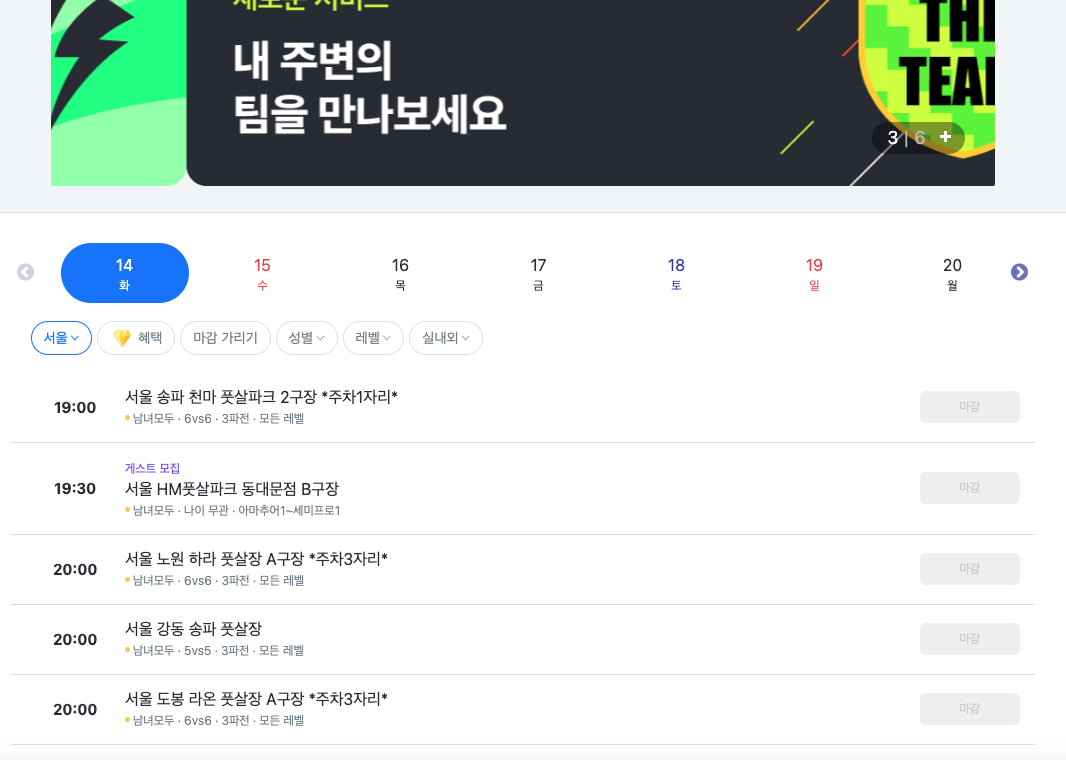 새로운 서비스
내 주변의
팀을 만나보세요
THE
TEAM
3 | 6 +
14 15 16 17 18 19 20
화 수 목 금 토 일 월
서울 혜택 마감 가리기 성별 레벨 실내외
서울 송파 천마 풋살파크 2구장 *주차1자리*
19:00 마감
남녀모두 · 6vs6 · 3파전 · 모든 레벨
게스트 모집
19:30 서울 HM풋살파크 동대문점 B구장 마감
남녀모두 · 나이 무관 · 아마추어1~세미프로1
서울 노원 하라 풋살장 A구장 *주차3자리*
20:00 마감
남녀모두 · 6vs6 · 3파전 · 모든 레벨
서울 강동 송파 풋살장
20:00 마감
남녀모두 · 5vs5 · 3파전 · 모든 레벨
서울 도봉 라온 풋살장 A구장 *주차3자리*
20:00 마감
남녀모두 · 6vs6 · 3파전 · 모든 레벨